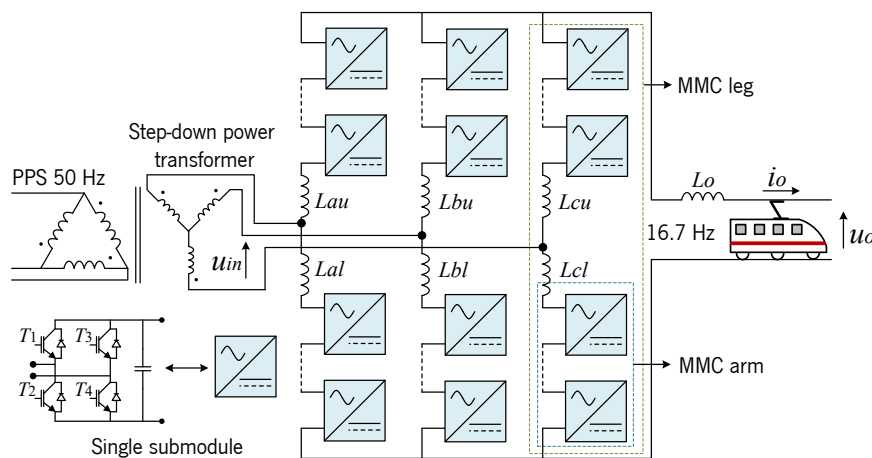 MMC leg
Step-down power
transformer
PPS 50 Hz
Lau
Lbu
Lcu
Lo
io
uin
16.7 Hz
uo
Lal
Lbl
Lcl
T1
T3
T2
T4
MMC arm
Single submodule